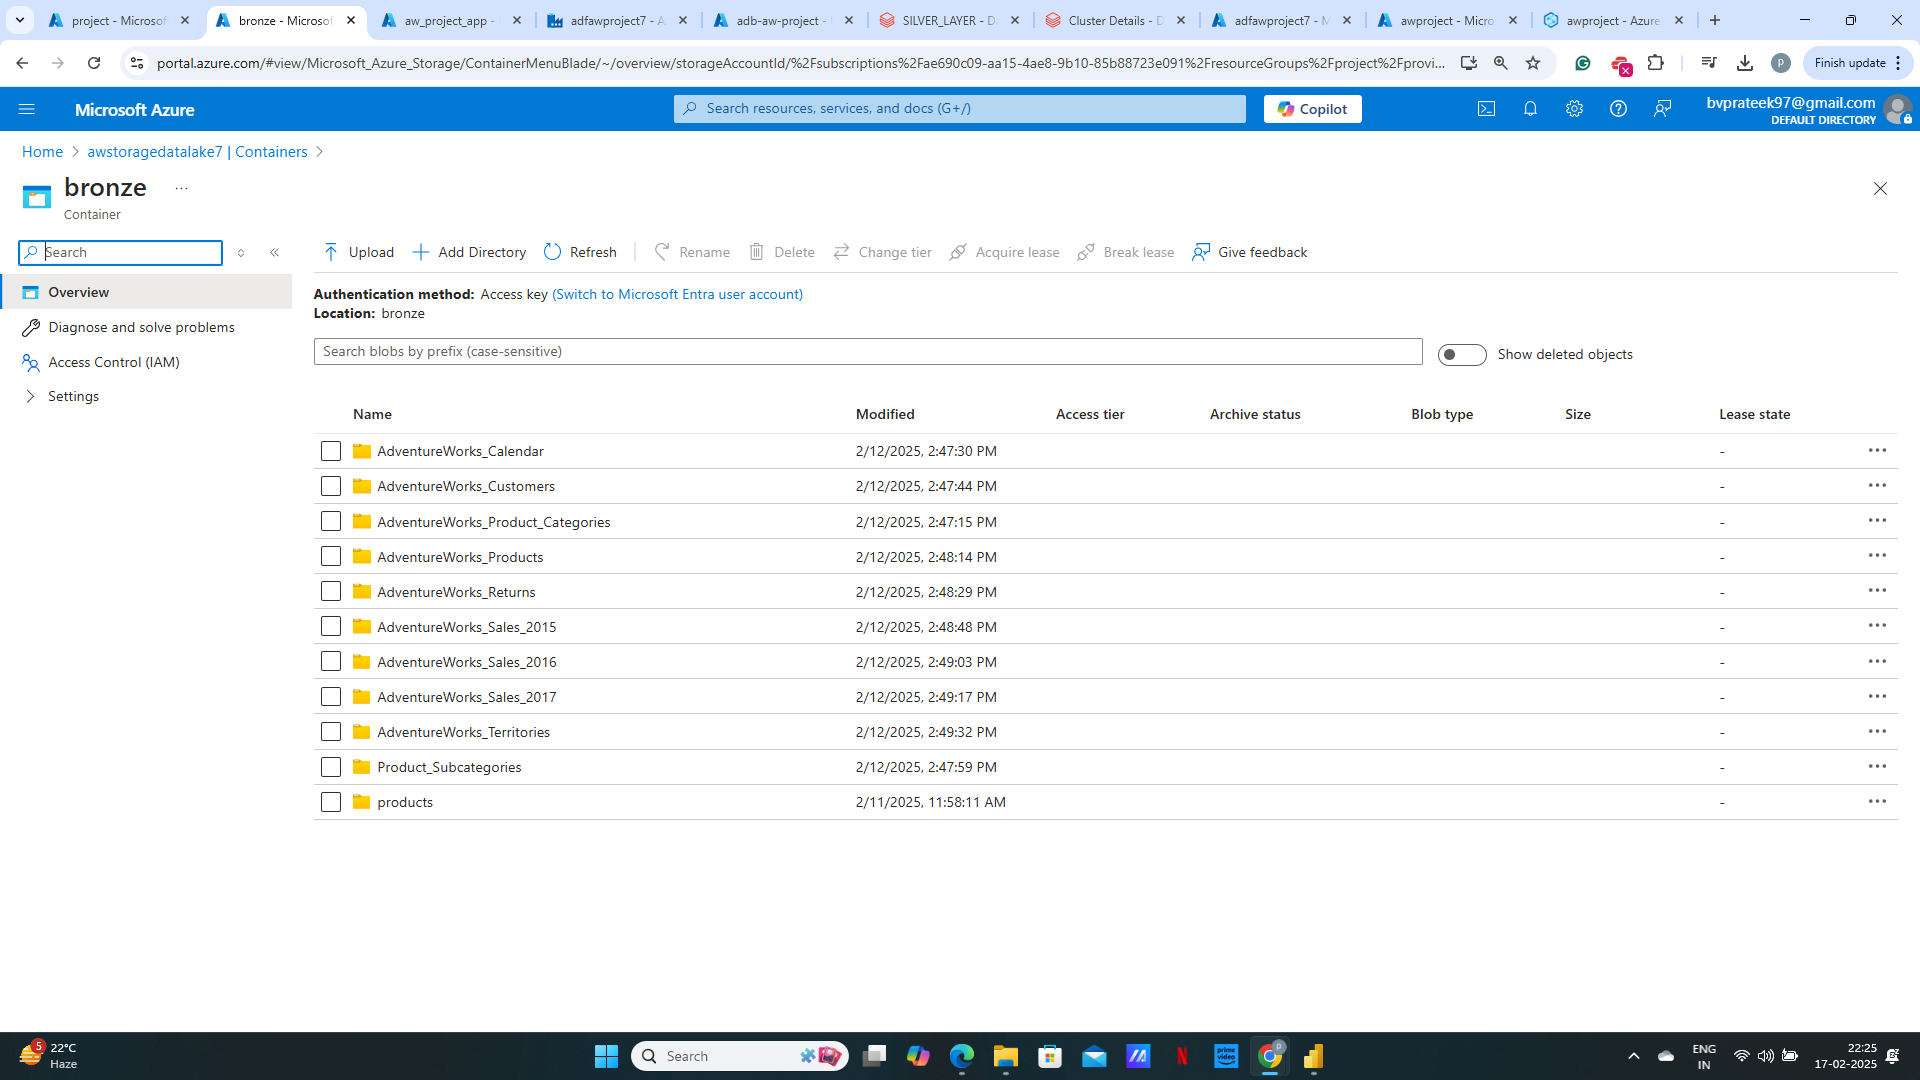 project - Microsof
bronze - Microsof
aw_project_app -
adfawproject7 - A
adb-aw-project -
SILVER_LAYER - D
Cluster Details - D
adfawproject7 - M
awproject - Micro
awproject - Azure
portal.azure.com/#view/Microsoft_Azure_Storage/ContainerMenuBlade/~/overview/storageAccountId/%2Fsubscriptions%2Fae690c09-aa15-4ae8-9b10-85b88723e091%2FresourceGroups%2Fproject%2Fprovi...
P
Finish update
Microsoft Azure
Search resources, services, and docs (G+/)
Copilot
bvprateek97@gmail.com
DEFAULT DIRECTORY
Home > awstoragedatalake7 | Containers >
bronze ...
Container
Search
Upload
Add Directory
Refresh
Rename
Delete
Change tier
Acquire lease
Break lease
Give feedback
Overview
Diagnose and solve problems
Access Control (IAM)
Settings
Authentication method: Access key (Switch to Microsoft Entra user account)
Location: bronze
Search blobs by prefix (case-sensitive)
Show deleted objects
Name Modified Access tier Archive status Blob type Size Lease state
AdventureWorks_Calendar 2/12/2025, 2:47:30 PM - ...
AdventureWorks_Customers 2/12/2025, 2:47:44 PM - ...
AdventureWorks_Product_Categories 2/12/2025, 2:47:15 PM - ...
AdventureWorks_Products 2/12/2025, 2:48:14 PM - ...
AdventureWorks_Returns 2/12/2025, 2:48:29 PM - ...
AdventureWorks_Sales_2015 2/12/2025, 2:48:48 PM - ...
AdventureWorks_Sales_2016 2/12/2025, 2:49:03 PM - ...
AdventureWorks_Sales_2017 2/12/2025, 2:49:17 PM - ...
AdventureWorks_Territories 2/12/2025, 2:49:32 PM - ...
Product_Subcategories 2/12/2025, 2:47:59 PM - ...
products 2/11/2025, 11:58:11 AM - ...
5
22°C
Haze
Search
prime video
N
P
ENG
IN
22:25
17-02-2025